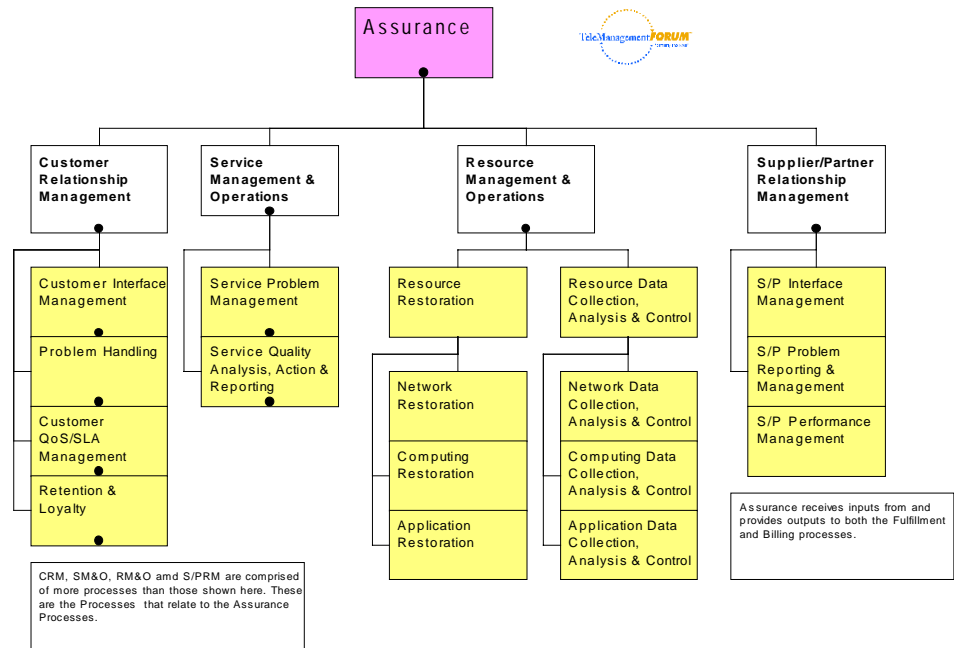 Assurance
TeleManagement FORUM
Customer
Relationship
Management
Service
Management &
Operations
Resource
Management &
Operations
Supplier/Partner
Relationship
Management
Customer Interface
Management
Problem Handling
Customer
QoS/SLA
Management
Retention &
Loyalty
Service Problem
Management
Service Quality
Analysis, Action &
Reporting
Resource
Restoration
Network
Restoration
Computing
Restoration
Application
Restoration
Resource Data
Collection,
Analysis & Control
Network Data
Collection,
Analysis & Control
Computing Data
Collection,
Analysis & Control
Application Data
Collection,
Analysis & Control
S/P Interface
Management
S/P Problem
Reporting &
Management
S/P Performance
Management
Assurance receives inputs from and
provides outputs to both the Fulfillment
and Billing processes.
CRM, SM&O, RM&O amd S/PRM are comprised
of more processes than those shown here. These
are the Processes that relate to the Assurance
Processes.